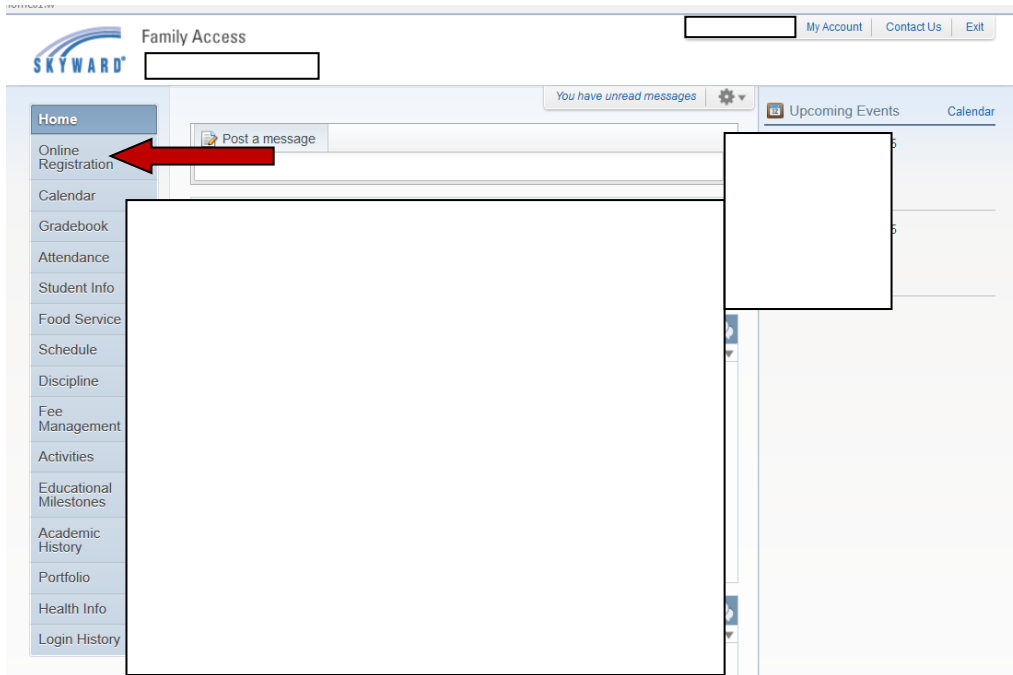 My Account
Contact Us
Exit
SKYWARD
Family Access
You have unread messages
Upcoming Events
Calendar
Home
Post a message
Online
Registration
Calendar
Gradebook
Attendance
Student Info
Food Service
Schedule
Discipline
Fee
Management
Activities
Educational
Milestones
Academic
History
Portfolio
Health Info
Login History